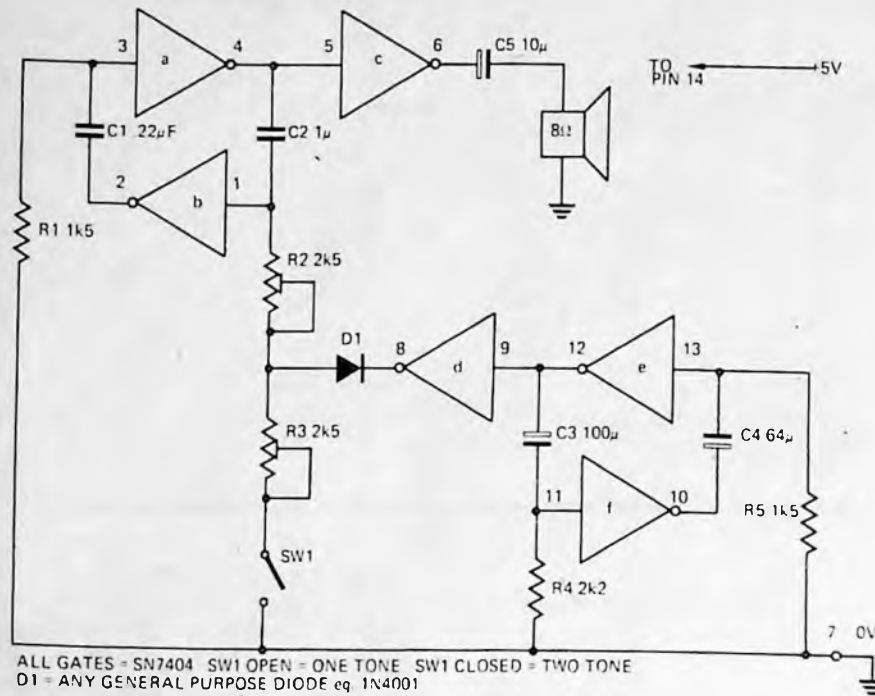 3
a
4
5
c
6
C5 10μ
TO
PIN 14
+5V
8Ω
C1 .22μF
C2 1μ
2
b
1
R1 1k5
R2 2k5
D1
8
d
9
12
e
13
R3 2k5
C3 100μ
C4 64μ
11
f
10
R5 1k5
SW1
R4 2k2
7
0V
ALL GATES = SN7404 SW1 OPEN = ONE TONE SW1 CLOSED = TWO TONE
D1 = ANY GENERAL PURPOSE DIODE eq. 1N4001